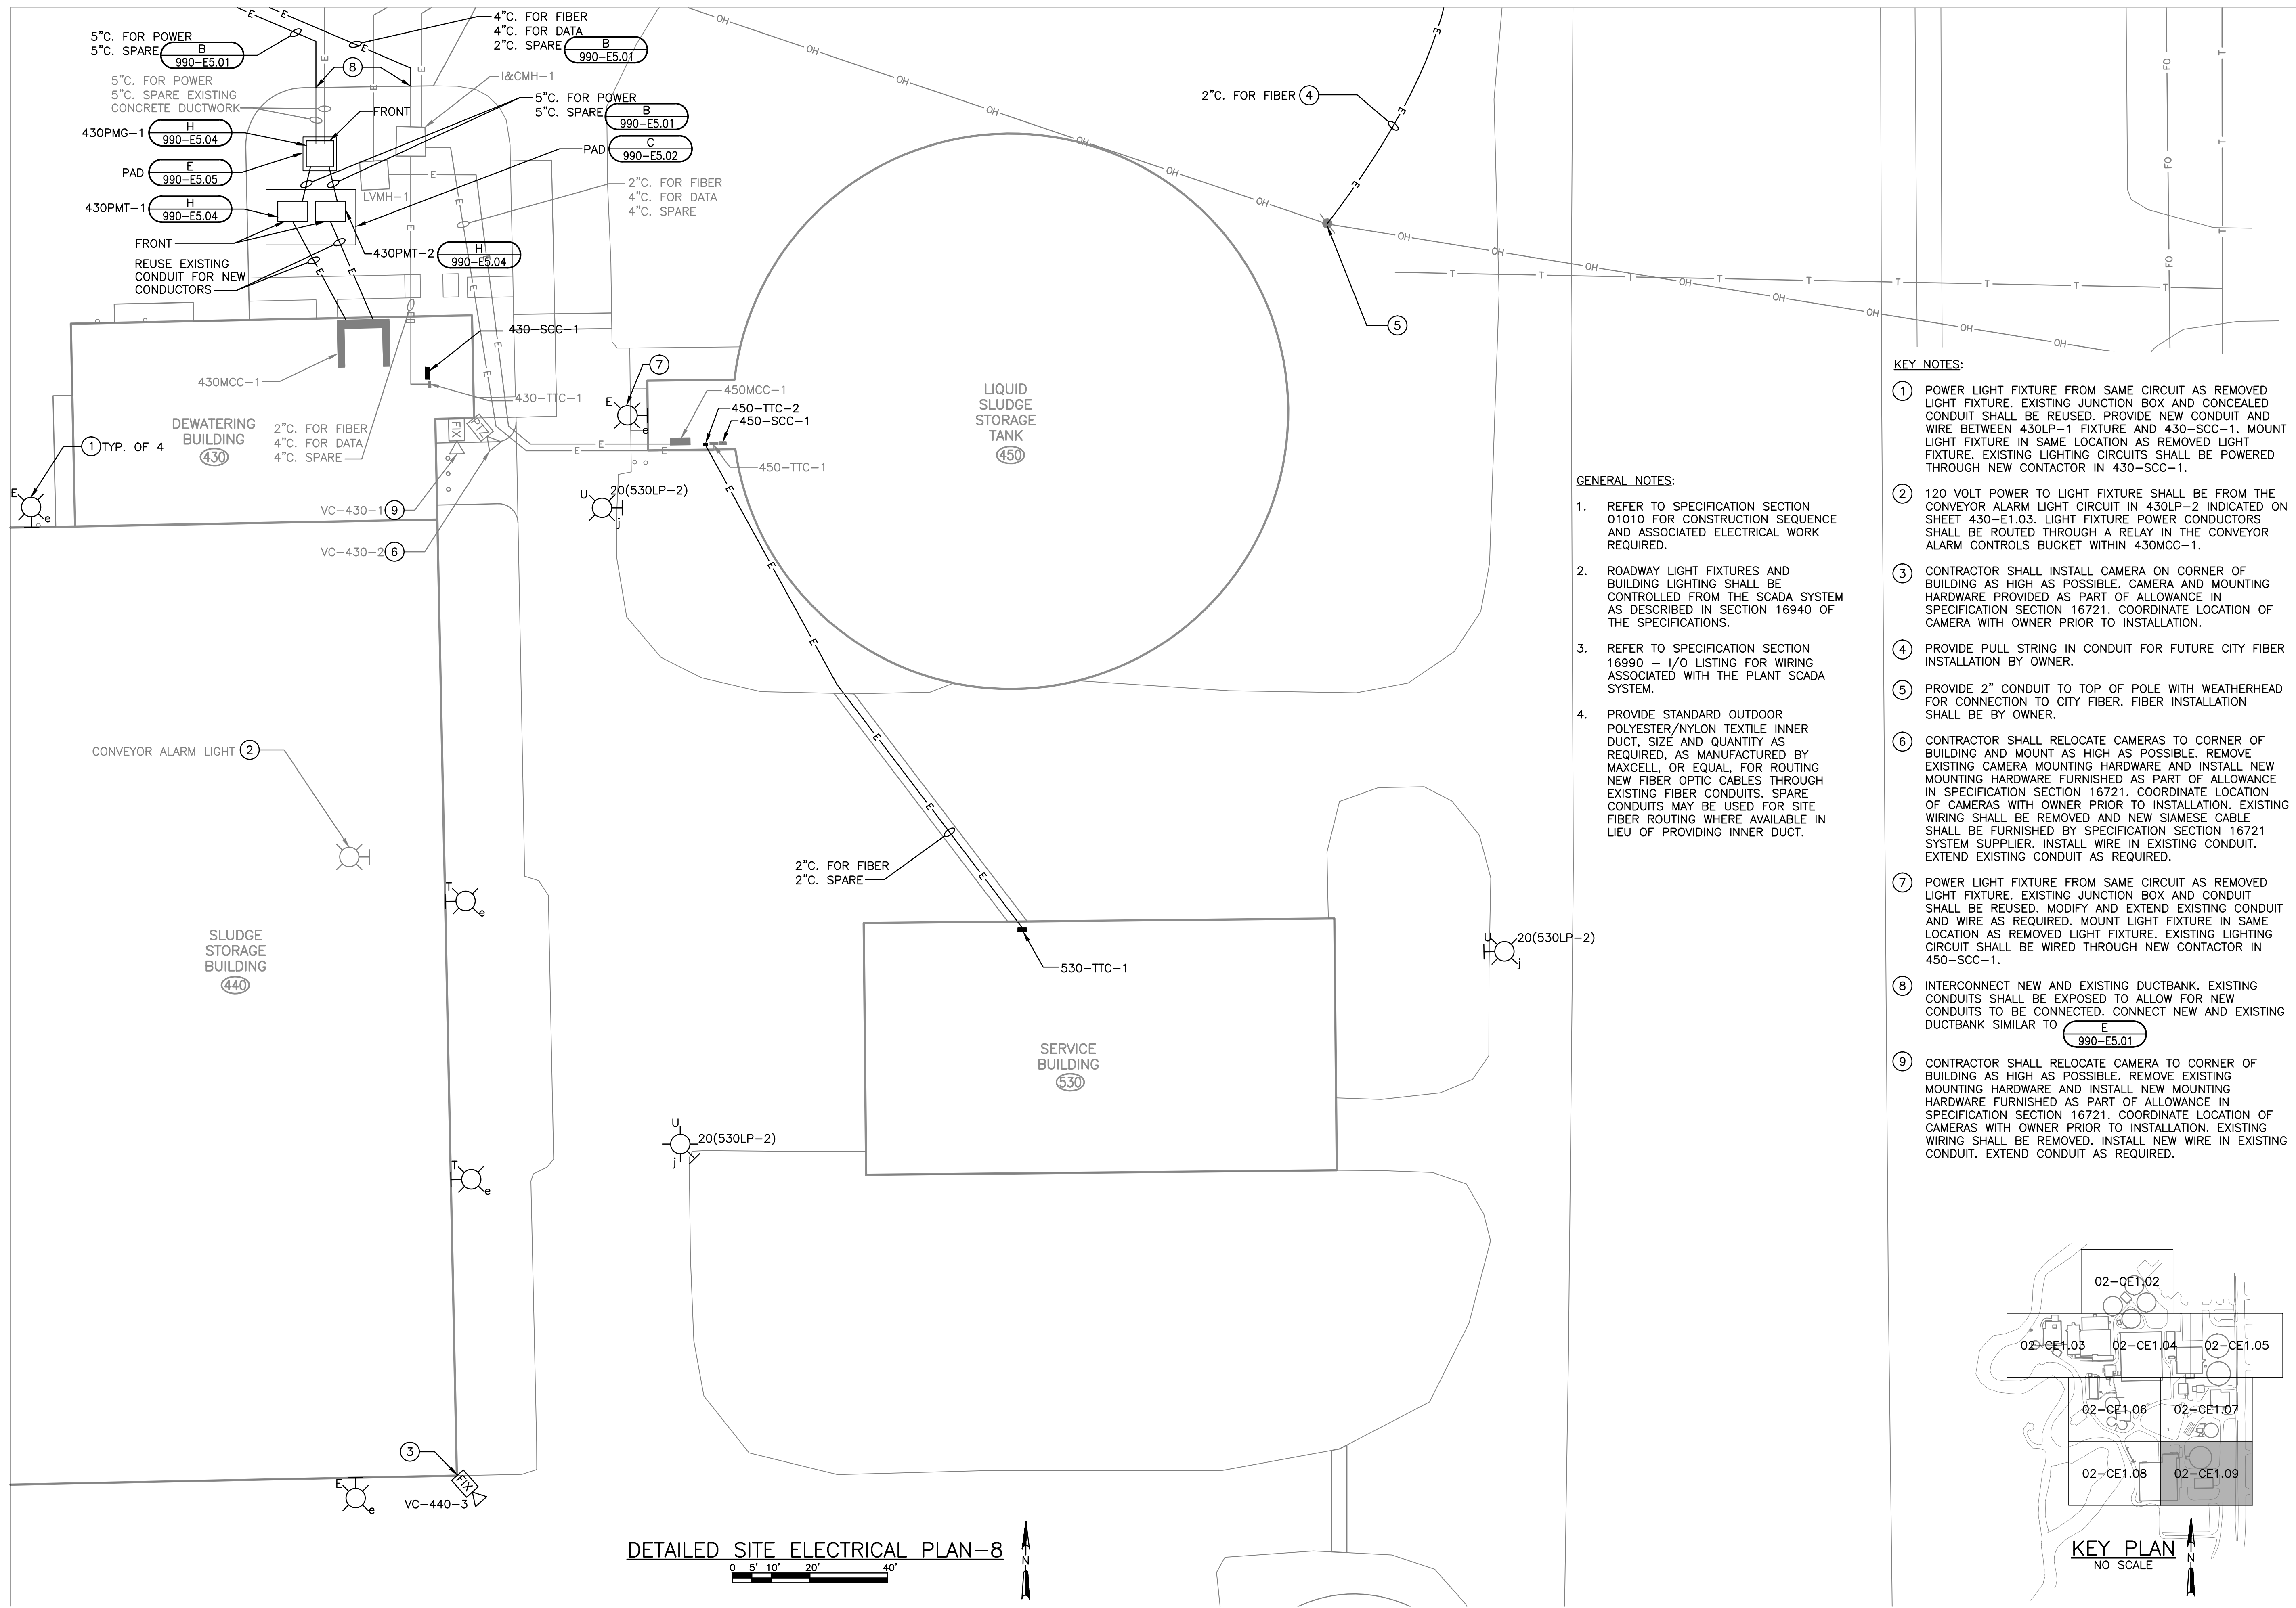 5"C. FOR POWER
5"C. SPARE
B
990-E5.01
4"C. FOR FIBER
4"C. FOR DATA
2"C. SPARE
B
990-E5.01
8
5"C. FOR POWER
5"C. SPARE EXISTING
CONCRETE DUCTWORK
I&CMH-1
FRONT
5"C. FOR POWER
5"C. SPARE
B
990-E5.01
430PMG-1
H
990-E5.04
PAD
C
990-E5.02
PAD
E
990-E5.05
2"C. FOR FIBER
4"C. FOR DATA
4"C. SPARE
LVMH-1
430PMT-1
H
990-E5.04
FRONT
430PMT-2
H
990-E5.04
REUSE EXISTING
CONDUIT FOR NEW
CONDUCTORS
2"C. FOR FIBER
4
5
430-SCC-1
430MCC-1
430-TTC-1
7
E
e
450MCC-1
450-TTC-2
450-SCC-1
450-TTC-1
LIQUID
SLUDGE
STORAGE
TANK
450
DEWATERING
BUILDING
430
2"C. FOR FIBER
4"C. FOR DATA
4"C. SPARE
FIX
PTZ
1
TYP. OF 4
E
e
VC-430-1
9
VC-430-2
6
U
20(530LP-2)
j
CONVEYOR ALARM LIGHT
2
T
e
2"C. FOR FIBER
2"C. SPARE
530-TTC-1
U
20(530LP-2)
j
SLUDGE
STORAGE
BUILDING
440
SERVICE
BUILDING
530
U
20(530LP-2)
j
T
e
3
E
e
FIX
VC-440-3
DETAILED SITE ELECTRICAL PLAN-8
0 5' 10' 20' 40'
N
GENERAL NOTES:
1. REFER TO SPECIFICATION SECTION
01010 FOR CONSTRUCTION SEQUENCE
AND ASSOCIATED ELECTRICAL WORK
REQUIRED.
2. ROADWAY LIGHT FIXTURES AND
BUILDING LIGHTING SHALL BE
CONTROLLED FROM THE SCADA SYSTEM
AS DESCRIBED IN SECTION 16940 OF
THE SPECIFICATIONS.
3. REFER TO SPECIFICATION SECTION
16990 – I/O LISTING FOR WIRING
ASSOCIATED WITH THE PLANT SCADA
SYSTEM.
4. PROVIDE STANDARD OUTDOOR
POLYESTER/NYLON TEXTILE INNER
DUCT, SIZE AND QUANTITY AS
REQUIRED, AS MANUFACTURED BY
MAXCELL, OR EQUAL, FOR ROUTING
NEW FIBER OPTIC CABLES THROUGH
EXISTING FIBER CONDUITS. SPARE
CONDUITS MAY BE USED FOR SITE
FIBER ROUTING WHERE AVAILABLE IN
LIEU OF PROVIDING INNER DUCT.
KEY NOTES:
1 POWER LIGHT FIXTURE FROM SAME CIRCUIT AS REMOVED
LIGHT FIXTURE. EXISTING JUNCTION BOX AND CONCEALED
CONDUIT SHALL BE REUSED. PROVIDE NEW CONDUIT AND
WIRE BETWEEN 430LP-1 FIXTURE AND 430-SCC-1. MOUNT
LIGHT FIXTURE IN SAME LOCATION AS REMOVED LIGHT
FIXTURE. EXISTING LIGHTING CIRCUITS SHALL BE POWERED
THROUGH NEW CONTACTOR IN 430-SCC-1.
2 120 VOLT POWER TO LIGHT FIXTURE SHALL BE FROM THE
CONVEYOR ALARM LIGHT CIRCUIT IN 430LP-2 INDICATED ON
SHEET 430-E1.03. LIGHT FIXTURE POWER CONDUCTORS
SHALL BE ROUTED THROUGH A RELAY IN THE CONVEYOR
ALARM CONTROLS BUCKET WITHIN 430MCC-1.
3 CONTRACTOR SHALL INSTALL CAMERA ON CORNER OF
BUILDING AS HIGH AS POSSIBLE. CAMERA AND MOUNTING
HARDWARE PROVIDED AS PART OF ALLOWANCE IN
SPECIFICATION SECTION 16721. COORDINATE LOCATION OF
CAMERA WITH OWNER PRIOR TO INSTALLATION.
4 PROVIDE PULL STRING IN CONDUIT FOR FUTURE CITY FIBER
INSTALLATION BY OWNER.
5 PROVIDE 2" CONDUIT TO TOP OF POLE WITH WEATHERHEAD
FOR CONNECTION TO CITY FIBER. FIBER INSTALLATION
SHALL BE BY OWNER.
6 CONTRACTOR SHALL RELOCATE CAMERAS TO CORNER OF
BUILDING AND MOUNT AS HIGH AS POSSIBLE. REMOVE
EXISTING CAMERA MOUNTING HARDWARE AND INSTALL NEW
MOUNTING HARDWARE FURNISHED AS PART OF ALLOWANCE
IN SPECIFICATION SECTION 16721. COORDINATE LOCATION
OF CAMERAS WITH OWNER PRIOR TO INSTALLATION. EXISTING
WIRING SHALL BE REMOVED AND NEW SIAMESE CABLE
SHALL BE FURNISHED BY SPECIFICATION SECTION 16721
SYSTEM SUPPLIER. INSTALL WIRE IN EXISTING CONDUIT.
EXTEND EXISTING CONDUIT AS REQUIRED.
7 POWER LIGHT FIXTURE FROM SAME CIRCUIT AS REMOVED
LIGHT FIXTURE. EXISTING JUNCTION BOX AND CONDUIT
SHALL BE REUSED. MODIFY AND EXTEND EXISTING CONDUIT
AND WIRE AS REQUIRED. MOUNT LIGHT FIXTURE IN SAME
LOCATION AS REMOVED LIGHT FIXTURE. EXISTING LIGHTING
CIRCUIT SHALL BE WIRED THROUGH NEW CONTACTOR IN
450-SCC-1.
8 INTERCONNECT NEW AND EXISTING DUCTBANK. EXISTING
CONDUITS SHALL BE EXPOSED TO ALLOW FOR NEW
CONDUITS TO BE CONNECTED. CONNECT NEW AND EXISTING
DUCTBANK SIMILAR TO
E
990-E5.01
9 CONTRACTOR SHALL RELOCATE CAMERA TO CORNER OF
BUILDING AS HIGH AS POSSIBLE. REMOVE EXISTING
MOUNTING HARDWARE AND INSTALL NEW MOUNTING
HARDWARE FURNISHED AS PART OF ALLOWANCE IN
SPECIFICATION SECTION 16721. COORDINATE LOCATION OF
CAMERAS WITH OWNER PRIOR TO INSTALLATION. EXISTING
WIRING SHALL BE REMOVED. INSTALL NEW WIRE IN EXISTING
CONDUIT. EXTEND CONDUIT AS REQUIRED.
02-CE1.02
02-CE1.03 02-CE1.04 02-CE1.05
02-CE1.06 02-CE1.07
02-CE1.08 02-CE1.09
KEY PLAN
NO SCALE
N